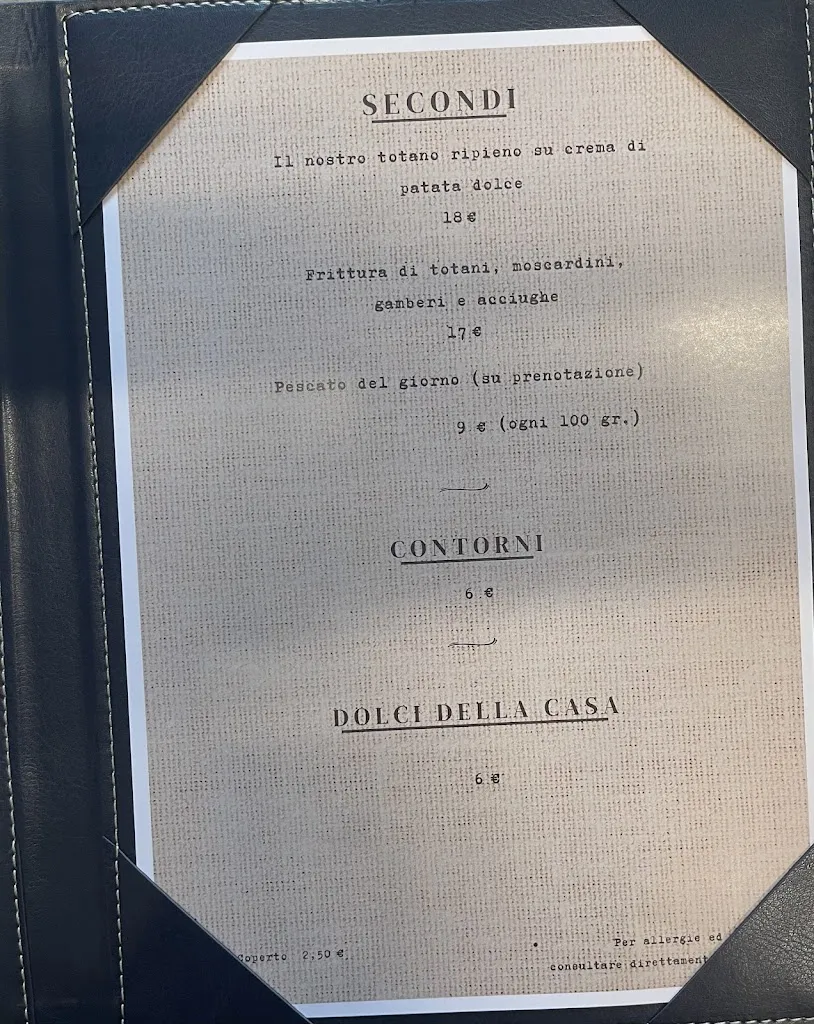 SECONDI
Il nostro totano ripieno su crema di
patata dolce
18 €
Frittura di totani, moscardini,
gamberi e acciughe
17 €
Pescato del giorno (su prenotazione)
9 € (ogni 100 gr.)
CONTORNI
6 €
DOLCI DELLA CASA
6 €
Coperto 2,50 €
Per allergie ed
consultare direttament